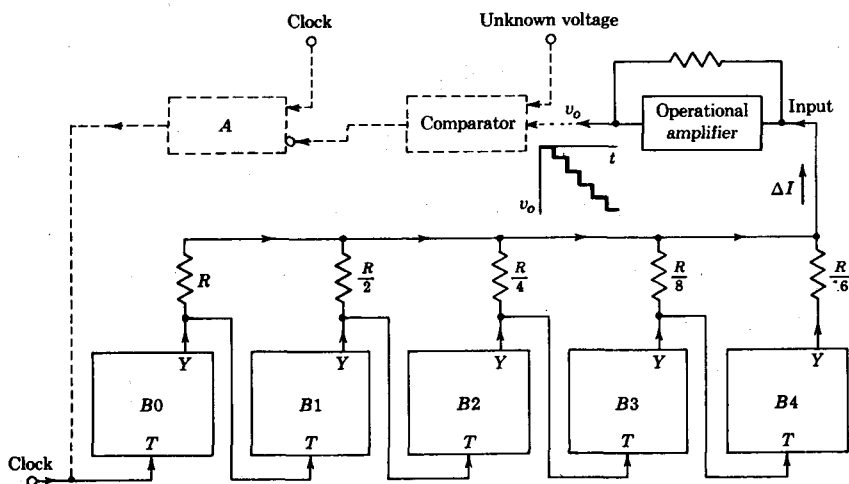 Clock
Unknown voltage
A
Comparator
v_o
Operational amplifier
Input
t
v_o
ΔI
R
R/2
R/4
R/8
R/
Y
Y
Y
Y
Y
B0
B1
B2
B3
B4
T
T
T
T
T
Clock